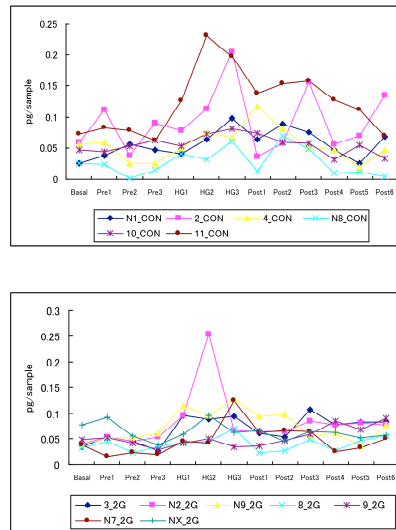 0.25
0.2
0.15
0.1
0.05
0
pg/sample
Basal Pre1 Pre2 Pre3 HG1 HG2 HG3 Post1 Post2 Post3 Post4 Post5 Post6
N1_CON 2_CON 4_CON N8_CON
10_CON 11_CON
0.3
0.25
0.2
0.15
0.1
0.05
0
pg/sample
Basal Pre1 Pre2 Pre3 HG1 HG2 HG3 Post1 Post2 Post3 Post4 Post5 Post6
3_2G N2_2G N9_2G 8_2G 9_2G
N7_2G NX_2G